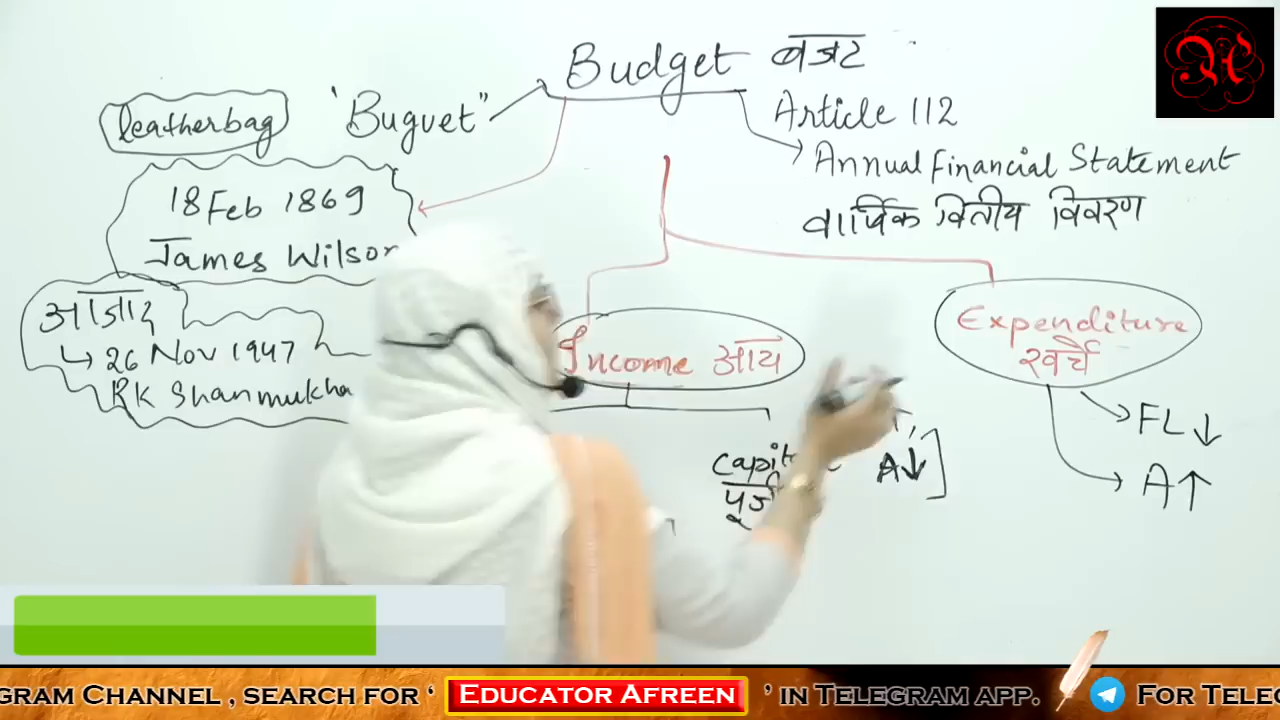 Budget बजट
leatherbag
'Buguet"
Article 112
Annual Financial Statement
वार्षिक वित्तीय विवरण
18 Feb 1869
James Wilson
आजाद
26 Nov 1947
RK Shanmukha
Income आय
Expenditure
खर्च
FL↓
A↑
A↓
GRAM CHANNEL , SEARCH FOR ‘ EDUCATOR AFREEN ’ IN TELEGRAM APP. FOR TELEG